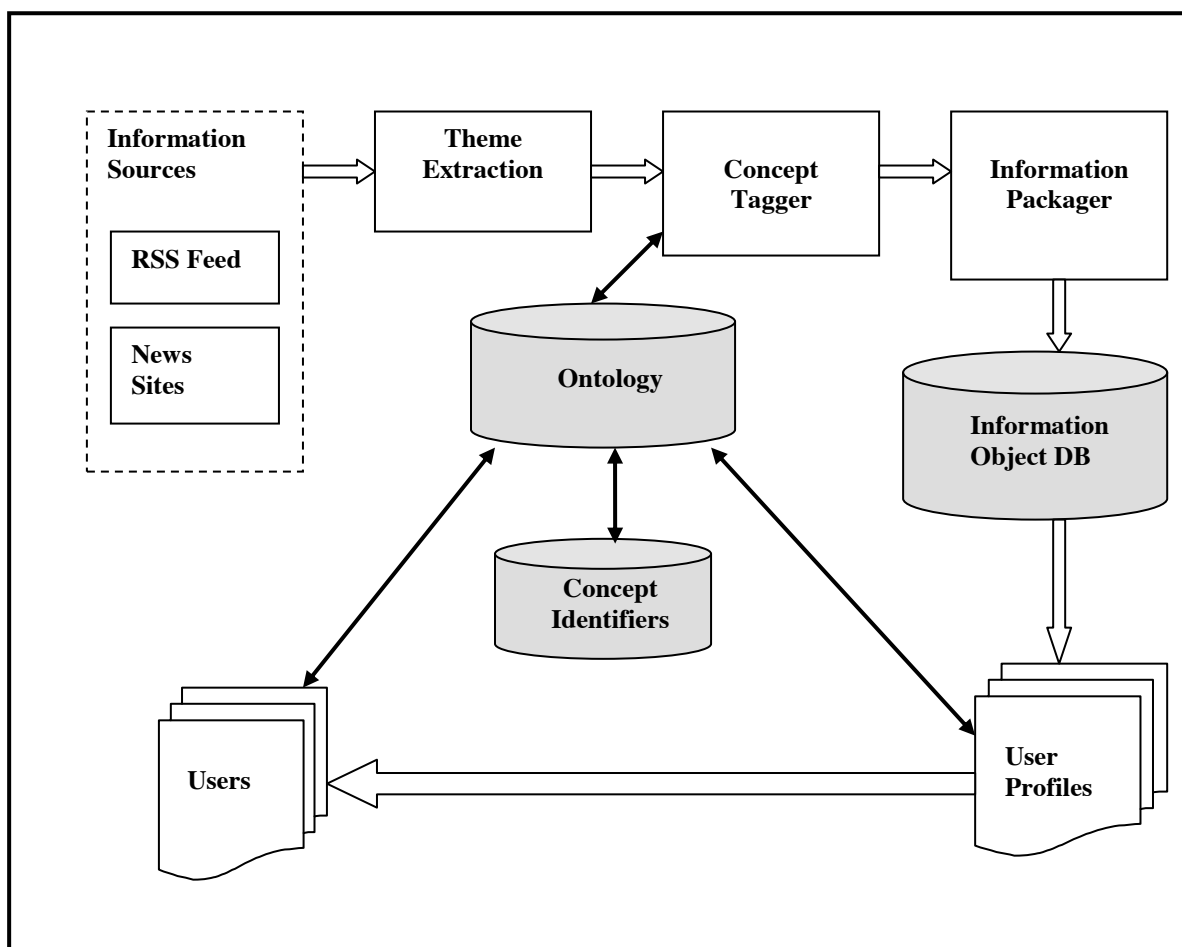 Information
Sources
RSS Feed
News
Sites
Theme
Extraction
Concept
Tagger
Information
Packager
Ontology
Information
Object DB
Concept
Identifiers
Users
User
Profiles